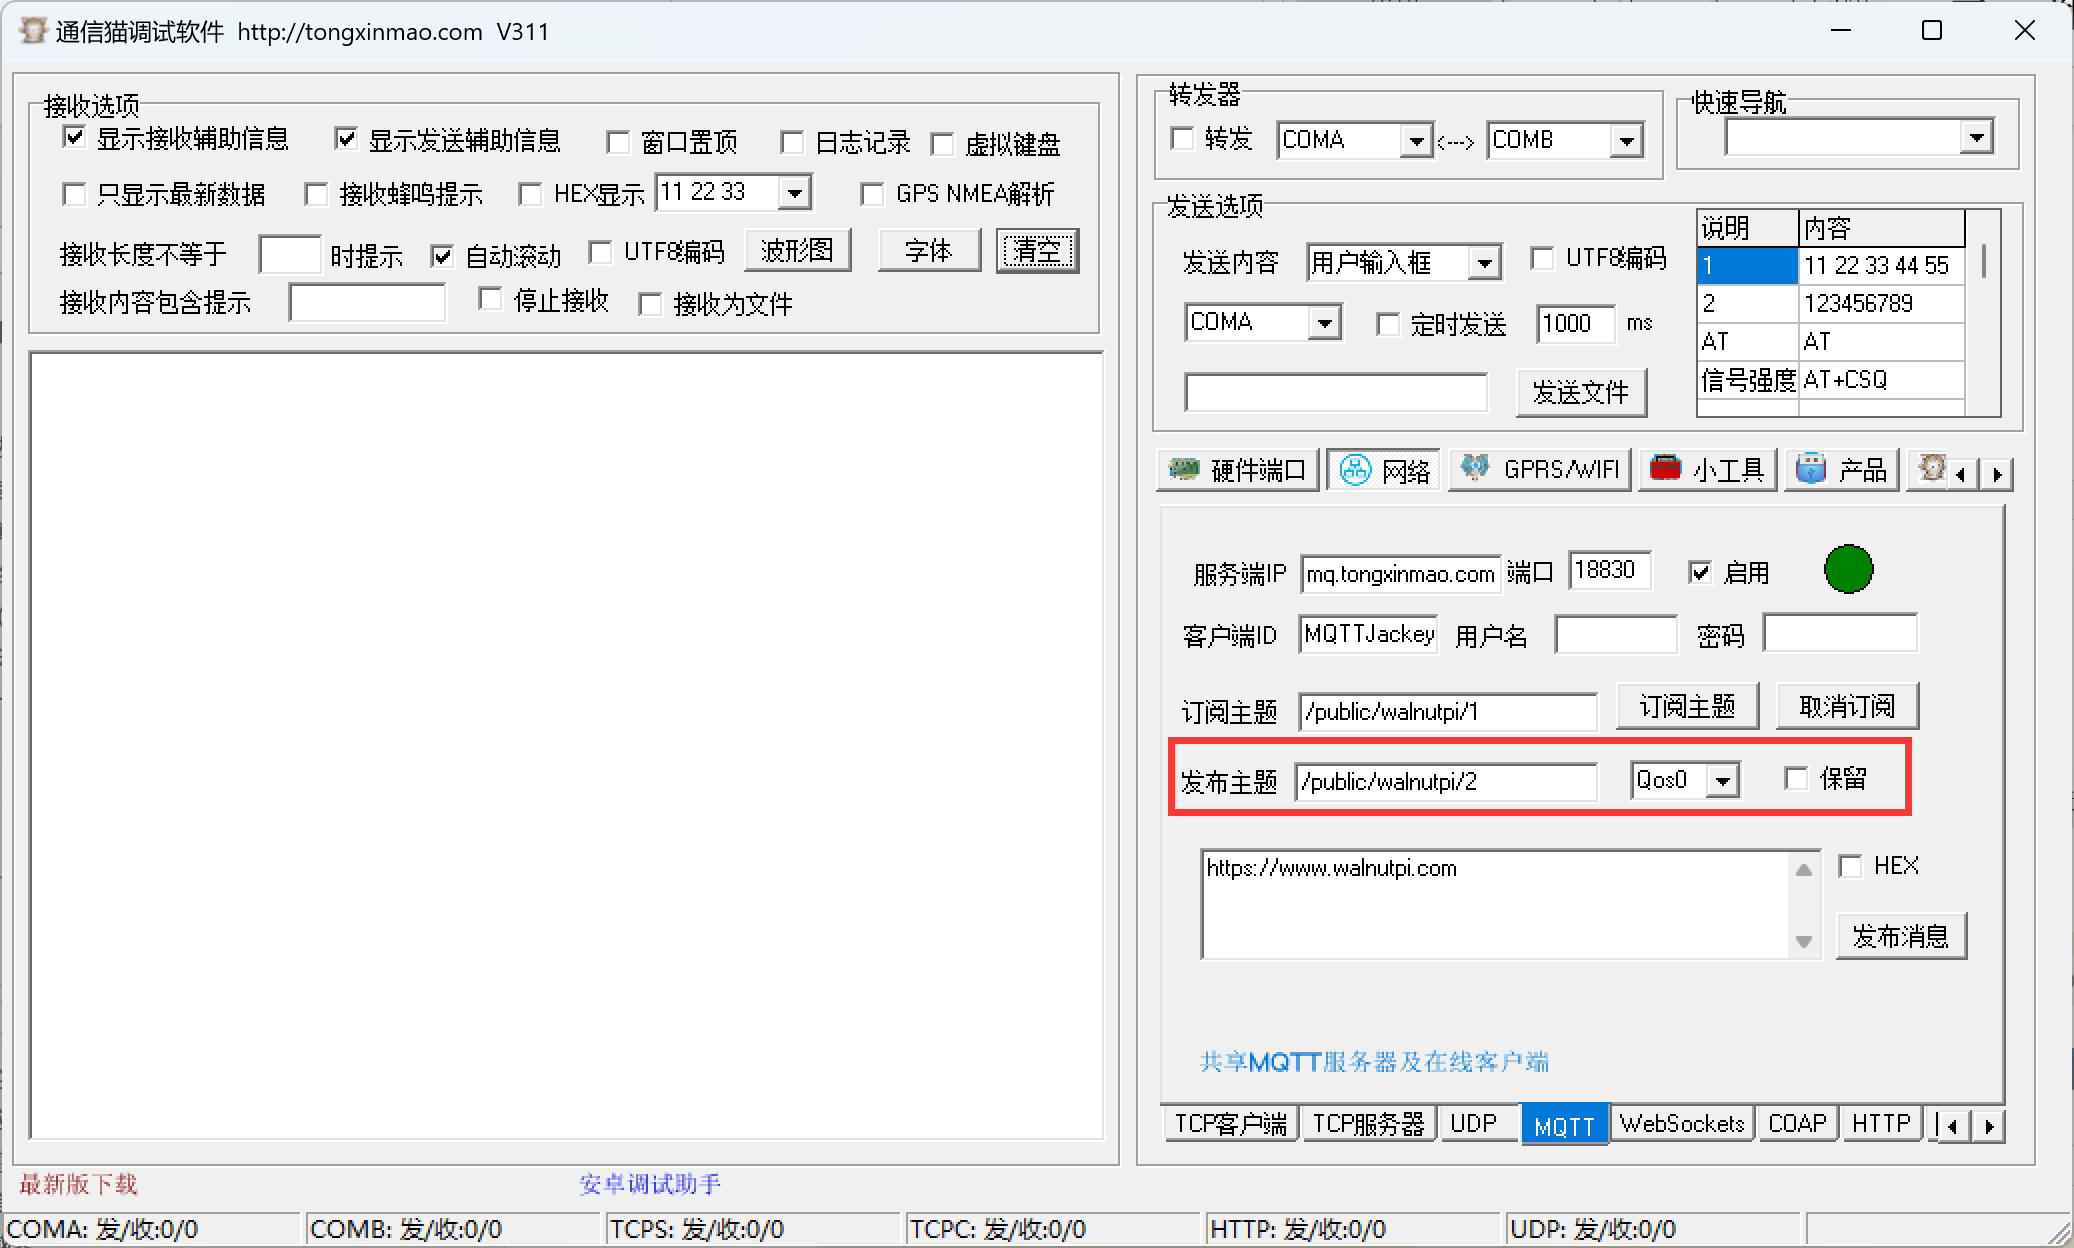 通信猫调试软件 http://tongxinmao.com V311
接收选项
显示接收辅助信息 显示发送辅助信息 窗口置顶 日志记录 虚拟键盘
只显示最新数据 接收蜂鸣提示 HEX显示 11 22 33 GPS NMEA解析
接收长度不等于 时提示 自动滚动 UTF8编码 波形图 字体 清空
接收内容包含提示 停止接收 接收为文件
转发器
转发 COMA <---> COMB
快速导航
发送选项
发送内容 用户输入框 UTF8编码
COMA 定时发送 1000 ms
发送文件
说明 内容
1 11 22 33 44 55
2 123456789
AT AT
信号强度 AT+CSQ
硬件端口 网络 GPRS/WIFI 小工具 产品
服务端IP mq.tongxinmao.com 端口 18830 启用
客户端ID MQTTJackey 用户名 密码
订阅主题 /public/walnutpi/1 订阅主题 取消订阅
发布主题 /public/walnutpi/2 Qos0 保留
https://www.walnutpi.com HEX
发布消息
共享MQTT服务器及在线客户端
TCP客户端 TCP服务器 UDP MQTT WebSockets COAP HTTP
最新版下载 安卓调试助手
COMA: 发/收:0/0 COMB: 发/收:0/0 TCPS: 发/收:0/0 TCPC: 发/收:0/0 HTTP: 发/收:0/0 UDP: 发/收:0/0